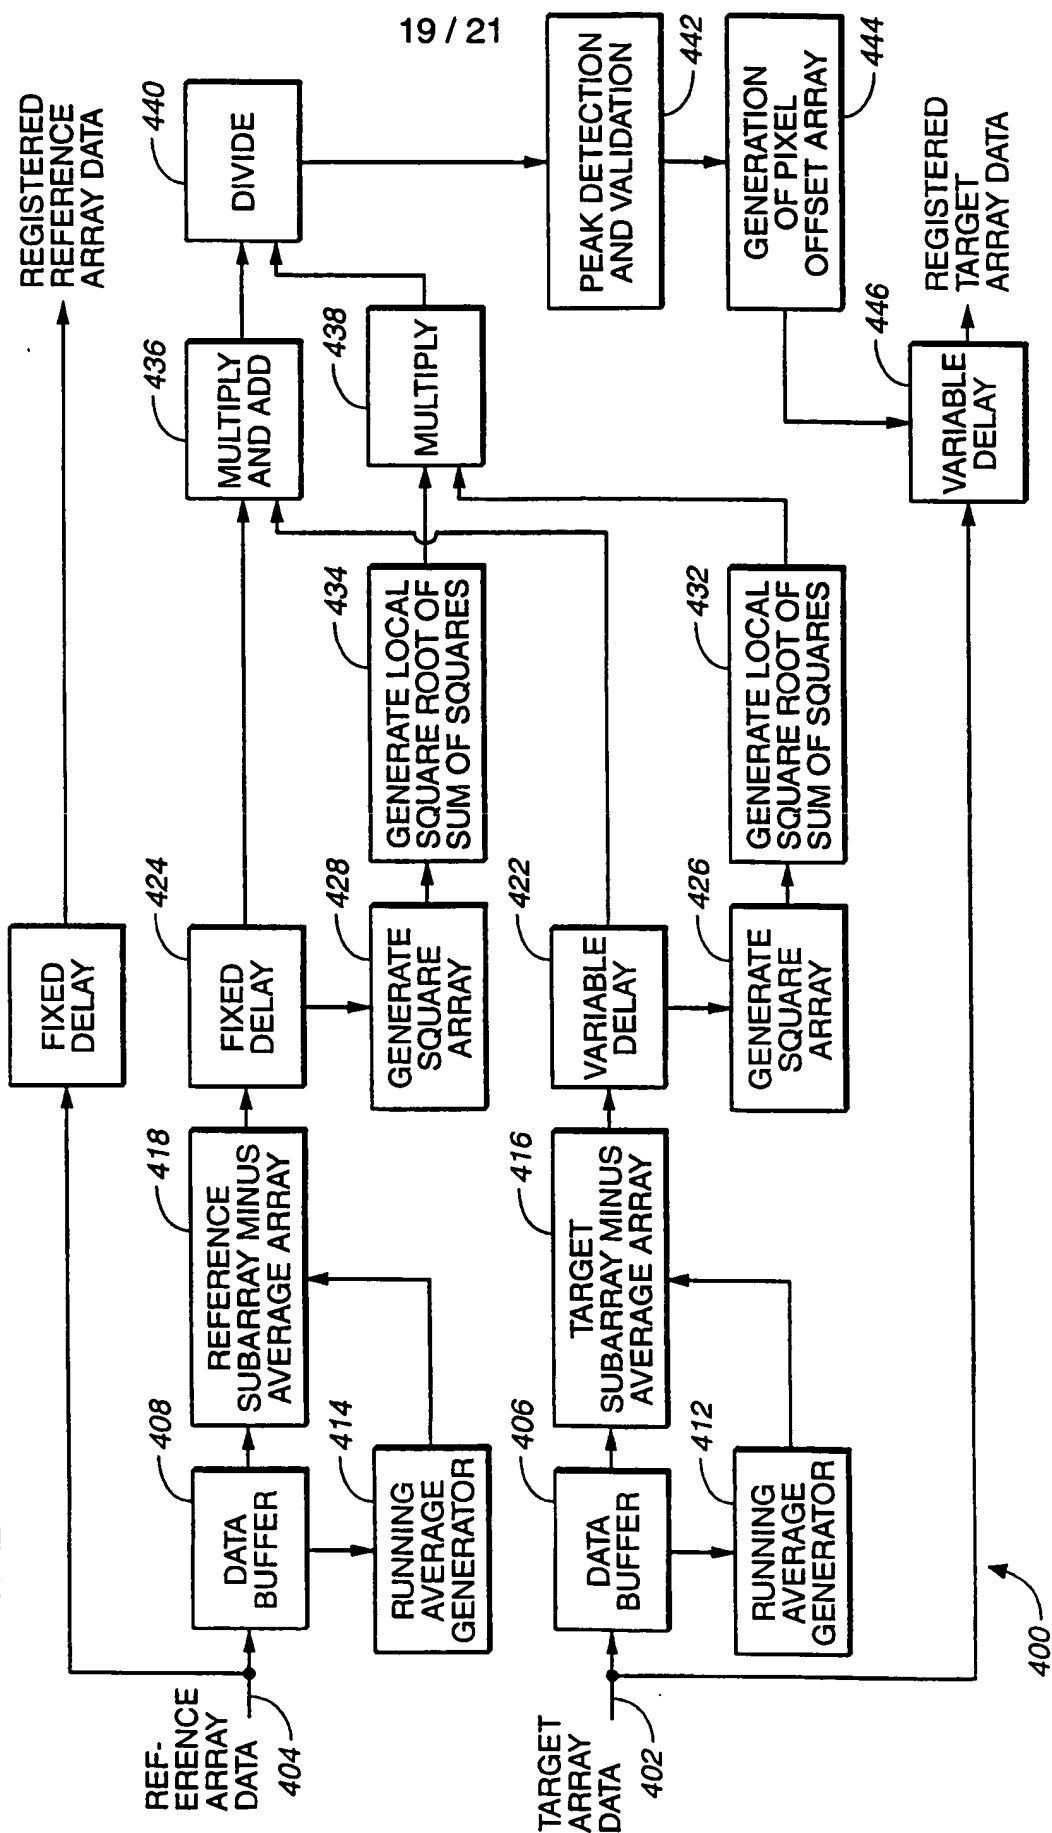 19 / 21
REGISTERED
REFERENCE
ARRAY DATA
FIXED
DELAY
REF-
ERENCE
ARRAY
DATA
404
DATA
BUFFER
408
REFERENCE
SUBARRAY MINUS
AVERAGE ARRAY
418
FIXED
DELAY
424
MULTIPLY
AND ADD
436
DIVIDE
440
RUNNING
AVERAGE
GENERATOR
414
GENERATE
SQUARE
ARRAY
428
GENERATE LOCAL
SQUARE ROOT OF
SUM OF SQUARES
434
MULTIPLY
438
TARGET
ARRAY
DATA
402
DATA
BUFFER
406
TARGET
SUBARRAY MINUS
AVERAGE ARRAY
416
VARIABLE
DELAY
422
PEAK DETECTION
AND VALIDATION
442
RUNNING
AVERAGE
GENERATOR
412
GENERATE
SQUARE
ARRAY
426
GENERATE LOCAL
SQUARE ROOT OF
SUM OF SQUARES
432
GENERATION
OF PIXEL
OFFSET ARRAY
444
VARIABLE
DELAY
446
REGISTERED
TARGET
ARRAY DATA
400